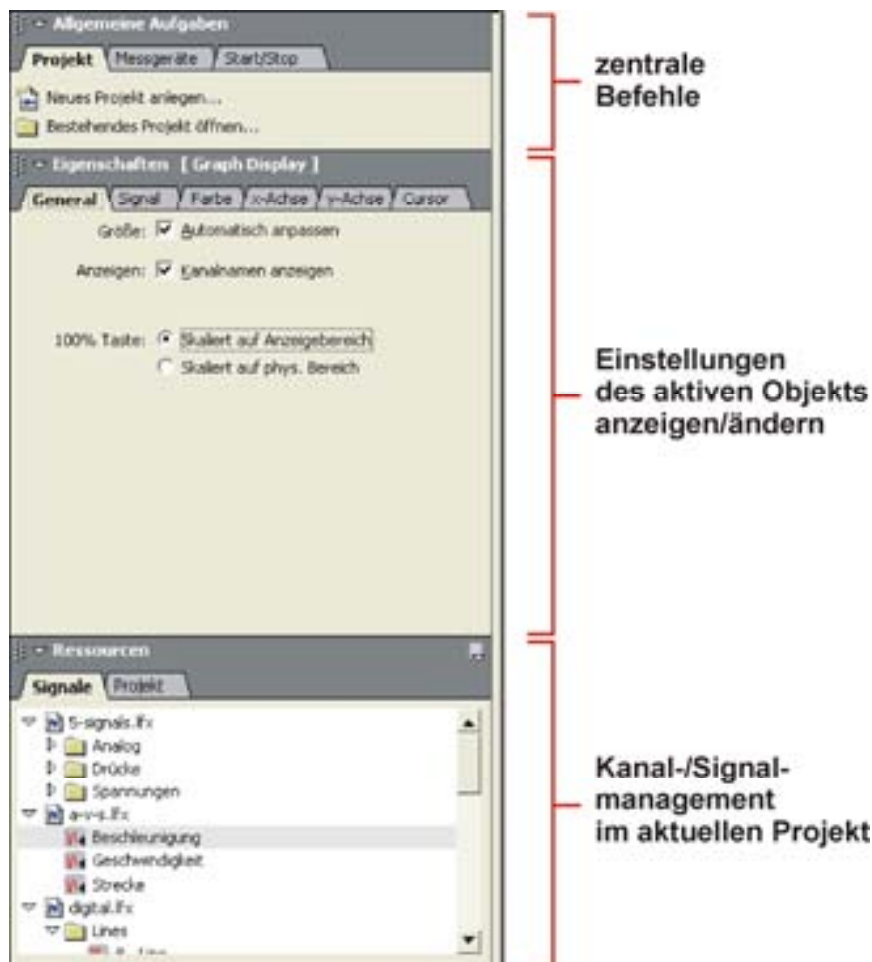 Allgemeine Aufgaben
Projekt Messgeräte Start/Stop
Neues Projekt anlegen...
Bestehendes Projekt öffnen...
zentrale
Befehle
Eigenschaften [ Graph Display ]
General Signal Farbe x-Achse y-Achse Cursor
Größe: Automatisch anpassen
Anzeigen: Kanalnamen anzeigen
100% Taste: Skaliert auf Anzeigebereich
Skaliert auf phys. Bereich
Einstellungen
des aktiven Objekts
anzeigen/ändern
Ressourcen
Signale Projekt
5-signals.lfx
Analog
Drücke
Spannungen
a-v-s.lfx
Beschleunigung
Geschwendigkeit
Strecke
digital.lfx
Lines
Kanal-/Signal-
management
im aktuellen Projekt